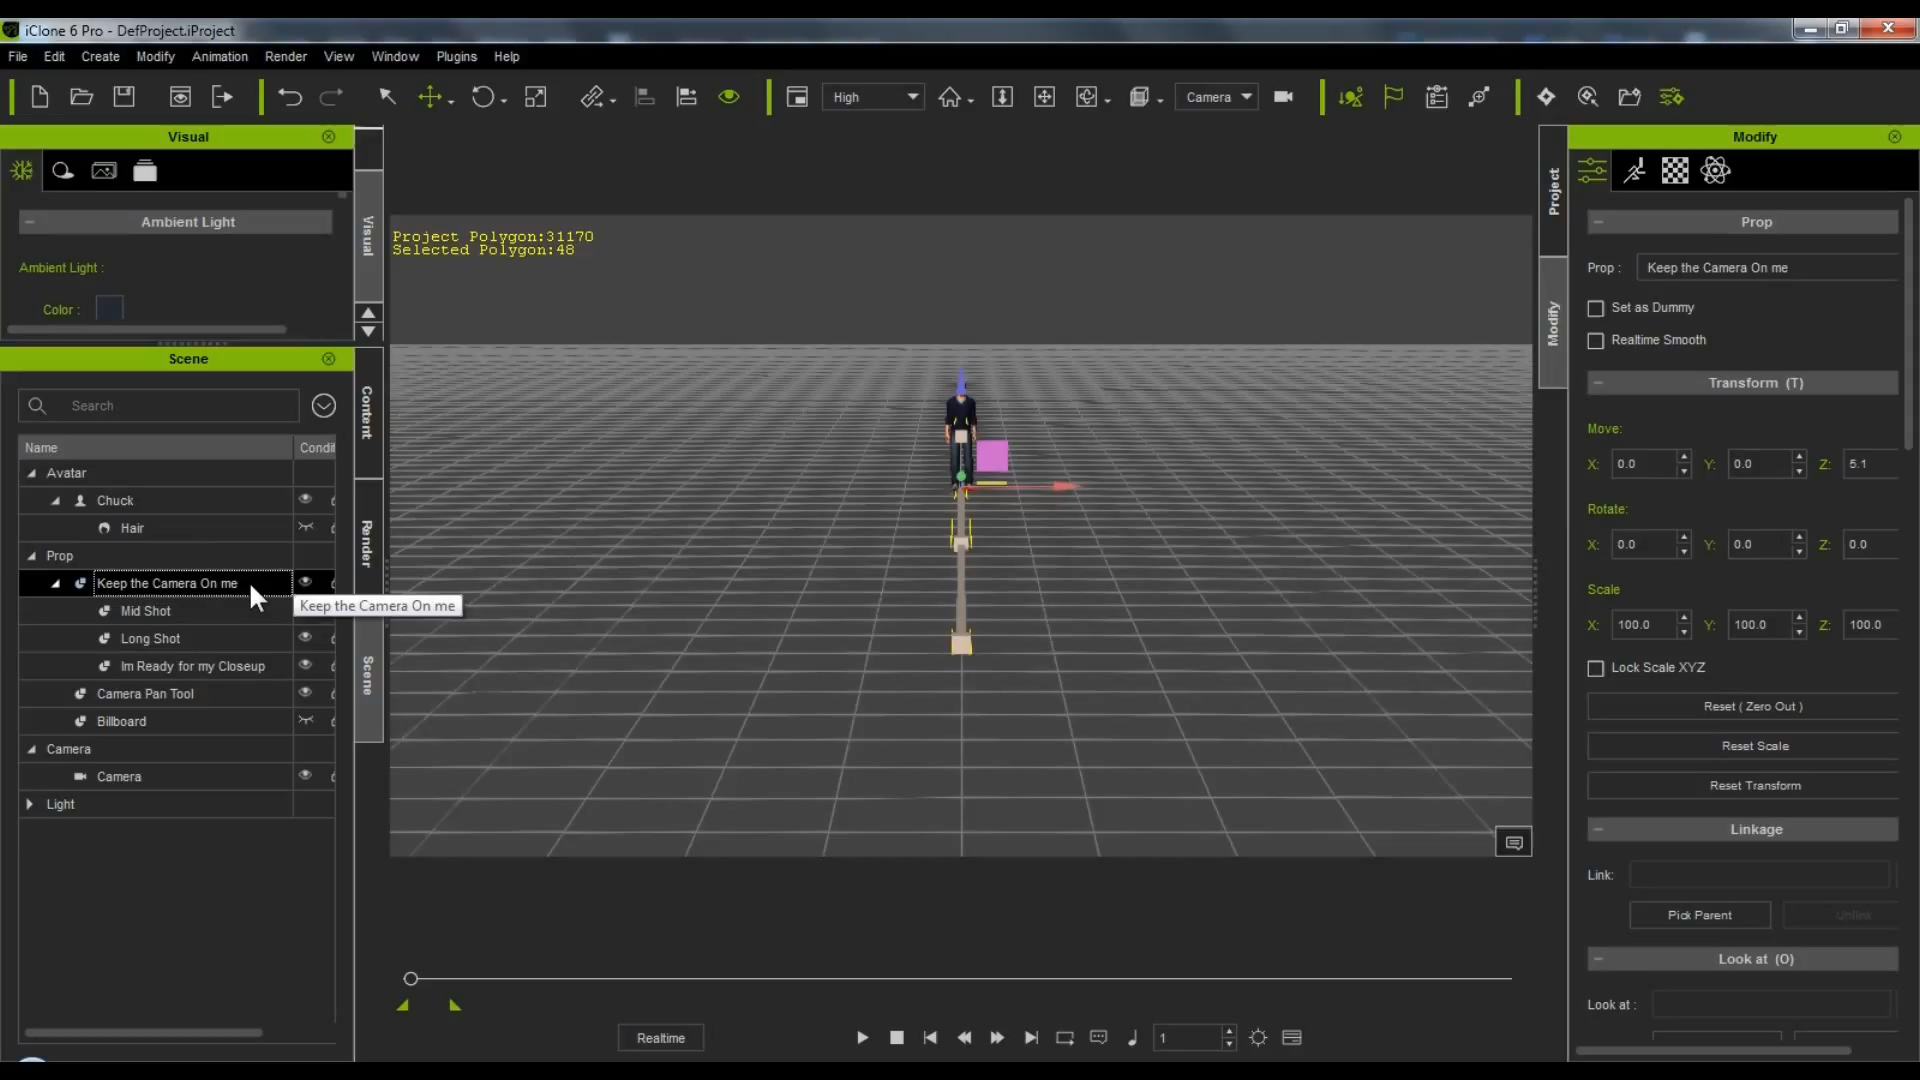 iClone 6 Pro - DefProject.iProject
File Edit Create Modify Animation Render View Window Plugins Help
High Camera
Visual
Ambient Light
Ambient Light :
Color :
Visual
Scene
Search
Name Condit
Avatar
Chuck
Hair
Prop
Keep the Camera On me
Keep the Camera On me
Mid Shot
Long Shot
Im Ready for my Closeup
Camera Pan Tool
Billboard
Camera
Camera
Light
Content
Render
Scene
Project Polygon:31170
Selected Polygon:48
Realtime
1
Project
Modify
Modify
Prop
Prop : Keep the Camera On me
Set as Dummy
Realtime Smooth
Transform (T)
Move:
X: 0.0 Y: 0.0 Z: 5.1
Rotate:
X: 0.0 Y: 0.0 Z: 0.0
Scale
X: 100.0 Y: 100.0 Z: 100.0
Lock Scale XYZ
Reset ( Zero Out )
Reset Scale
Reset Transform
Linkage
Link:
Pick Parent Unlink
Look at (O)
Look at :